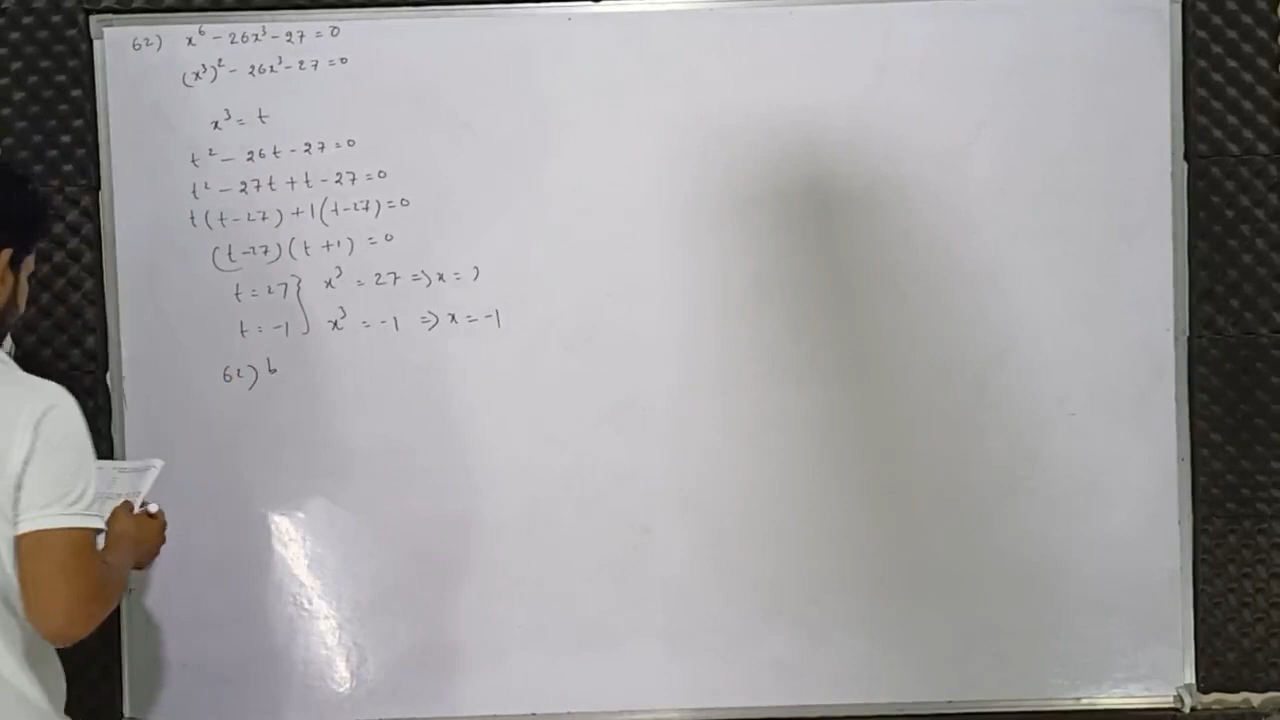 62) x⁶ - 26x³ - 27 = 0
(x³)² - 26x³ - 27 = 0
x³ = t
t² - 26t - 27 = 0
t² - 27t + t - 27 = 0
t(t-27) + 1(t-27) = 0
(t-27)(t+1) = 0
t = 27 } x³ = 27 ⇒ x = 3
t = -1 } x³ = -1 ⇒ x = -1
62) b